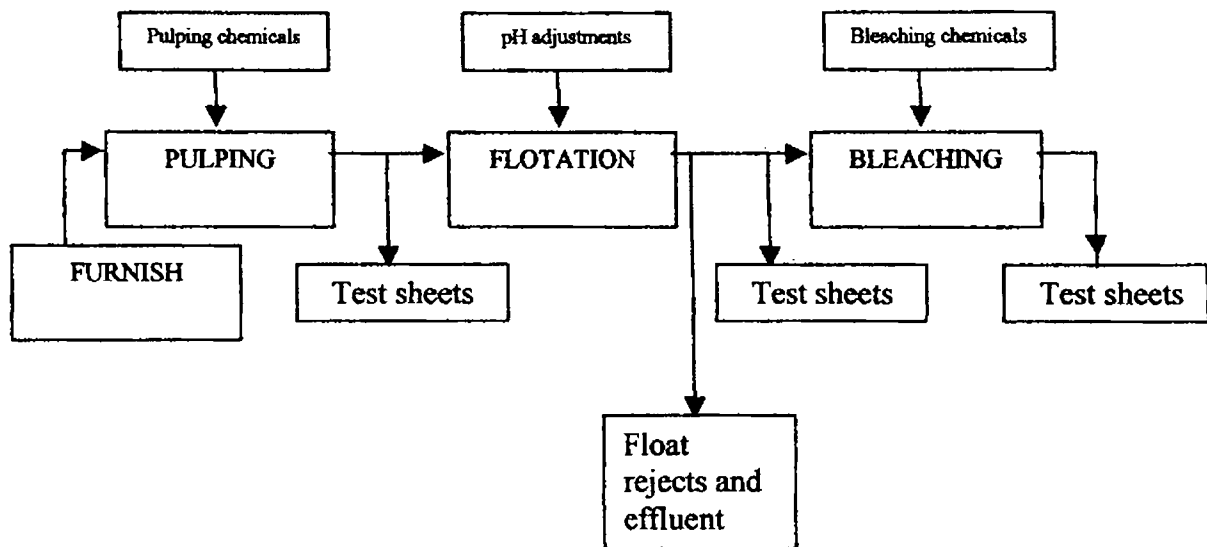 Pulping chemicals
pH adjustments
Bleaching chemicals
PULPING
FLOTATION
BLEACHING
FURNISH
Test sheets
Test sheets
Test sheets
Float
rejects and
effluent